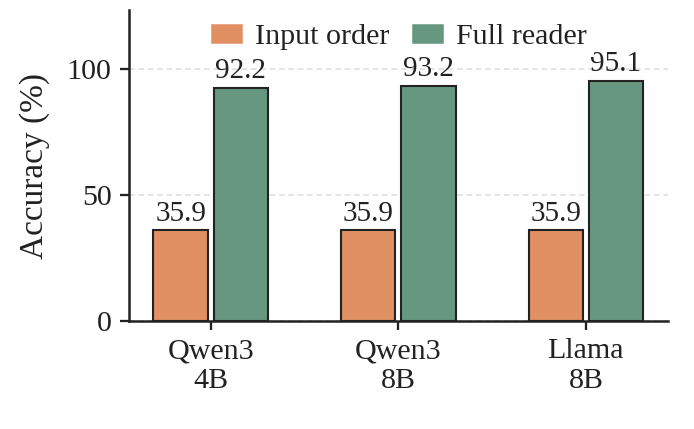 Input order Full reader
Accuracy (%)
100
50
0
35.9 92.2 35.9 93.2 35.9 95.1
Qwen3 Qwen3 Llama
4B 8B 8B